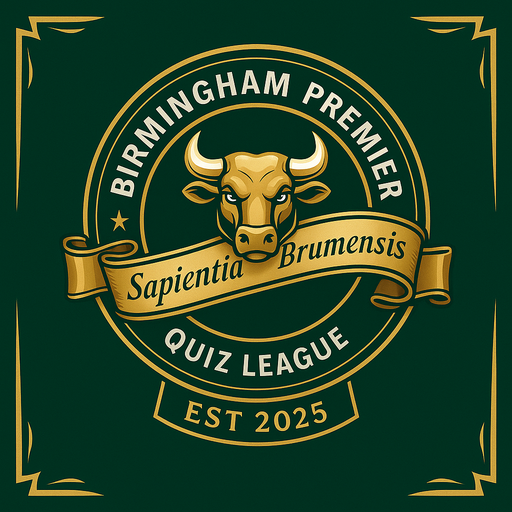 BIRMINGHAM PREMIER
Sapientia Brumensis
QUIZ LEAGUE
EST 2025